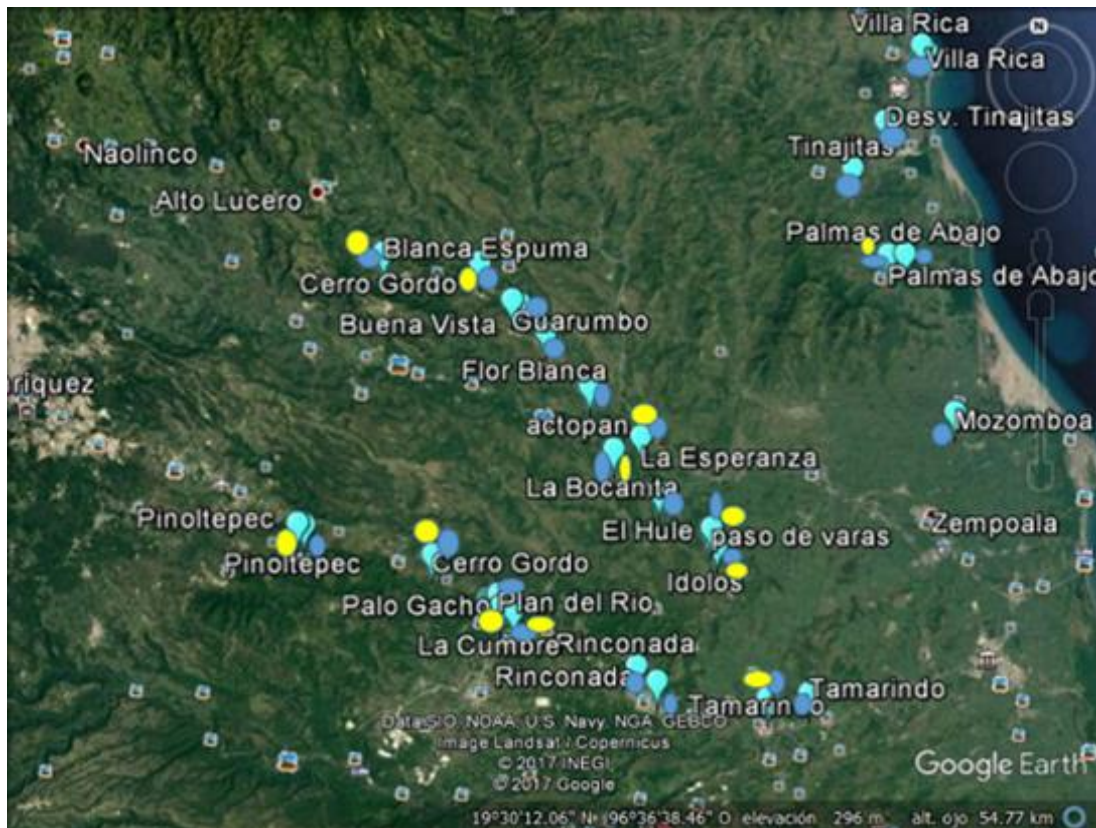 Villa Rica
N
Villa Rica
Desv. Tinajitas
Tinajitas
Naolinco
Alto Lucero
Palmas de Abajo
Blanca Espuma
Palmas de Abajo
Cerro Gordo
Buena Vista
Guarumbo
Flor Blanca
riquez
actopan
Mozomboa
La Esperanza
La Bocanita
Pinoltepec
El Hule
paso de varas
Zempoala
Pinoltepec
Cerro Gordo
Idolos
Palo Gacho
Plan del Rio
La Cumbre
Rinconada
Rinconada
Tamarindo
Tamarindo
Data SIO, NOAA, U.S. Navy, NGA, GEBCO
Image Landsat / Copernicus
© 2017 INEGI
© 2017 Google
Google Earth
19°30'12.06" N 96°36'38.46" O elevación 296 m alt. ojo 54.77 km